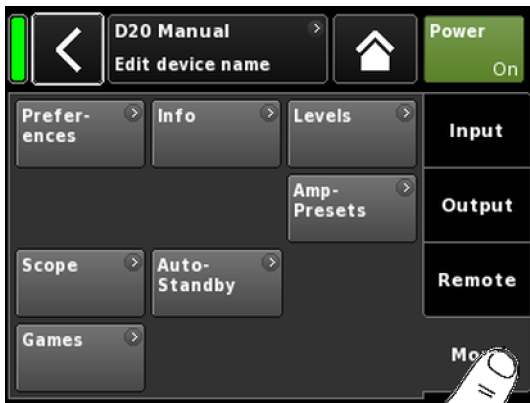 D20 Manual
Edit device name
Power
On
Prefer-
ences
Info
Levels
Input
Amp-
Presets
Output
Scope
Auto-
Standby
Remote
Games